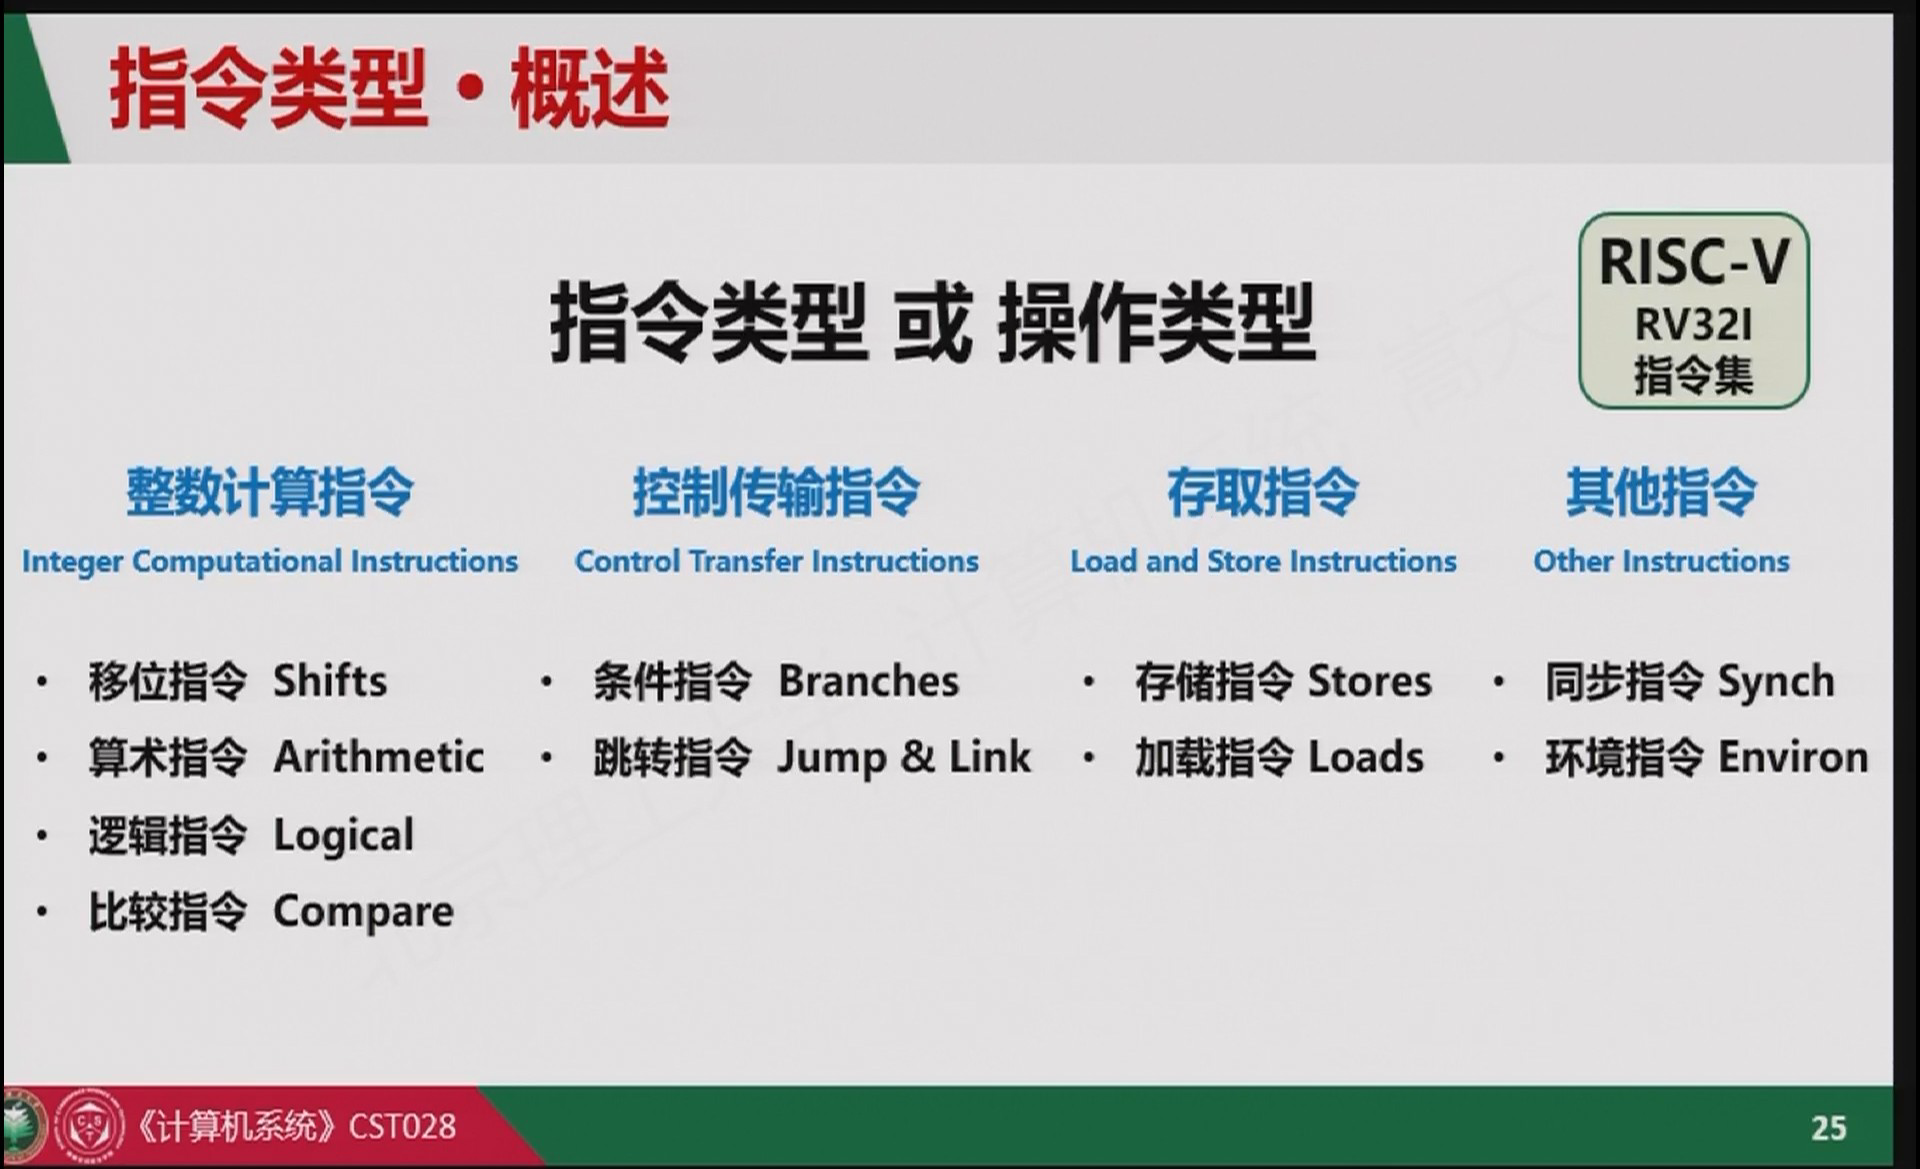 指令类型·概述
指令类型 或 操作类型
RISC-V
RV32I
指令集
整数计算指令
Integer Computational Instructions
• 移位指令 Shifts
• 算术指令 Arithmetic
• 逻辑指令 Logical
• 比较指令 Compare
控制传输指令
Control Transfer Instructions
• 条件指令 Branches
• 跳转指令 Jump & Link
存取指令
Load and Store Instructions
• 存储指令 Stores
• 加载指令 Loads
其他指令
Other Instructions
• 同步指令 Synch
• 环境指令 Environ
《计算机系统》CST028
25